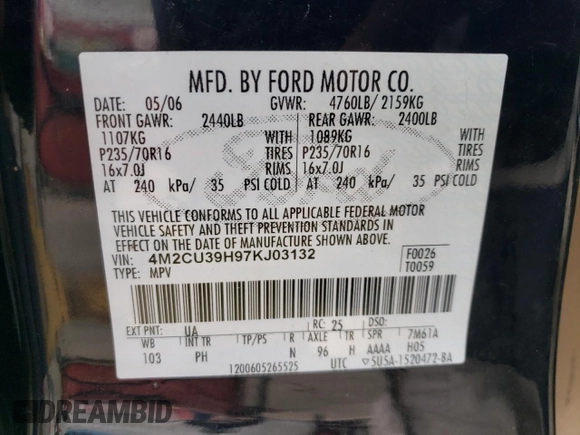 MFD. BY FORD MOTOR CO.
DATE: 05/06 GVWR: 4760LB/ 2159KG
FRONT GAWR: 2440LB REAR GAWR: 2400LB
1107KG WITH 1089KG WITH
P235/70R16 TIRES P235/70R16 TIRES
16x7.0J RIMS 16x7.0J RIMS
AT 240 kPa/ 35 PSI COLD AT 240 kPa/ 35 PSI COLD
THIS VEHICLE CONFORMS TO ALL APPLICABLE FEDERAL MOTOR
VEHICLE SAFETY AND THEFT PREVENTION STANDARDS IN
EFFECT ON THE DATE OF MANUFACTURE SHOWN ABOVE.
VIN: 4M2CU39H97KJ03132 F0026
TYPE: MPV T0059
EXT PNT: UA RC: 25 DSO:
WB INT TR TP/PS R AXLE TR SPR 7M61A
103 PH N 96 H AAAA H05
1200605265525 UTC 5U5A-1520472-BA
Ford
DREAMBID